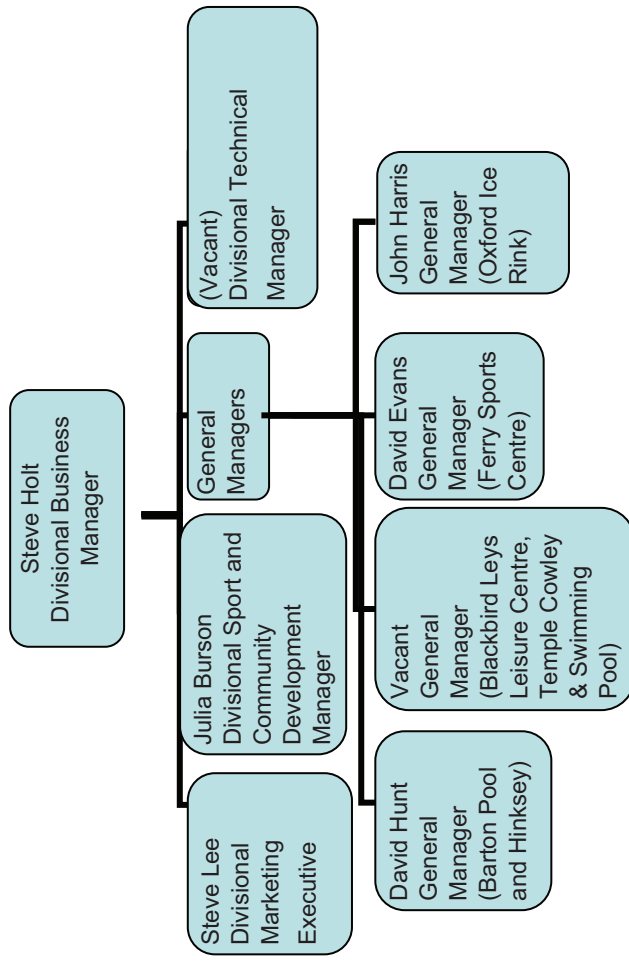 Steve Holt
Divisional Business
Manager
Steve Lee
Divisional
Marketing
Executive
Julia Burson
Divisional Sport and
Community
Development
Manager
General
Managers
(Vacant)
Divisional Technical
Manager
David Hunt
General
Manager
(Barton Pool
and Hinksey)
Vacant
General
Manager
(Blackbird Leys
Leisure Centre,
Temple Cowley
& Swimming
Pool)
David Evans
General
Manager
(Ferry Sports
Centre)
John Harris
General
Manager
(Oxford Ice
Rink)